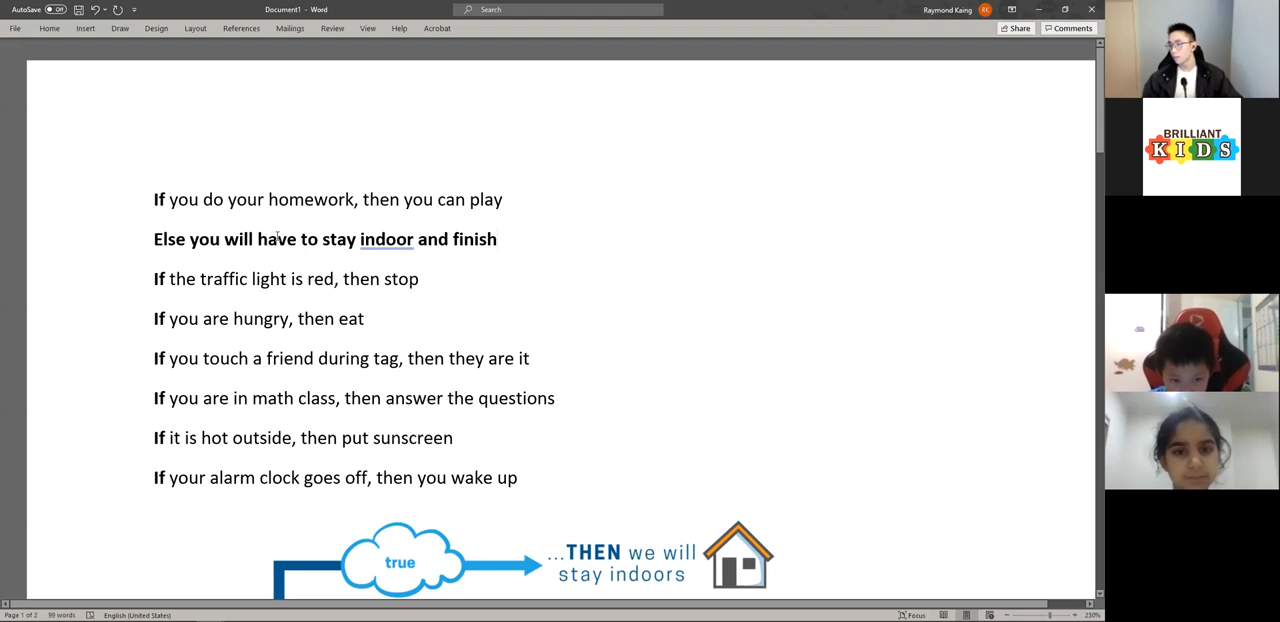 AutoSave Off Document1 - Word Search Raymond Kaing RK
File Home Insert Draw Design Layout References Mailings Review View Help Acrobat Share Comments
If you do your homework, then you can play
Else you will have to stay indoor and finish
If the traffic light is red, then stop
If you are hungry, then eat
If you touch a friend during tag, then they are it
If you are in math class, then answer the questions
If it is hot outside, then put sunscreen
If your alarm clock goes off, then you wake up
true
...THEN we will
stay indoors
Page 1 of 2 99 words English (United States) Focus 230%
BRILLIANT
KIDS